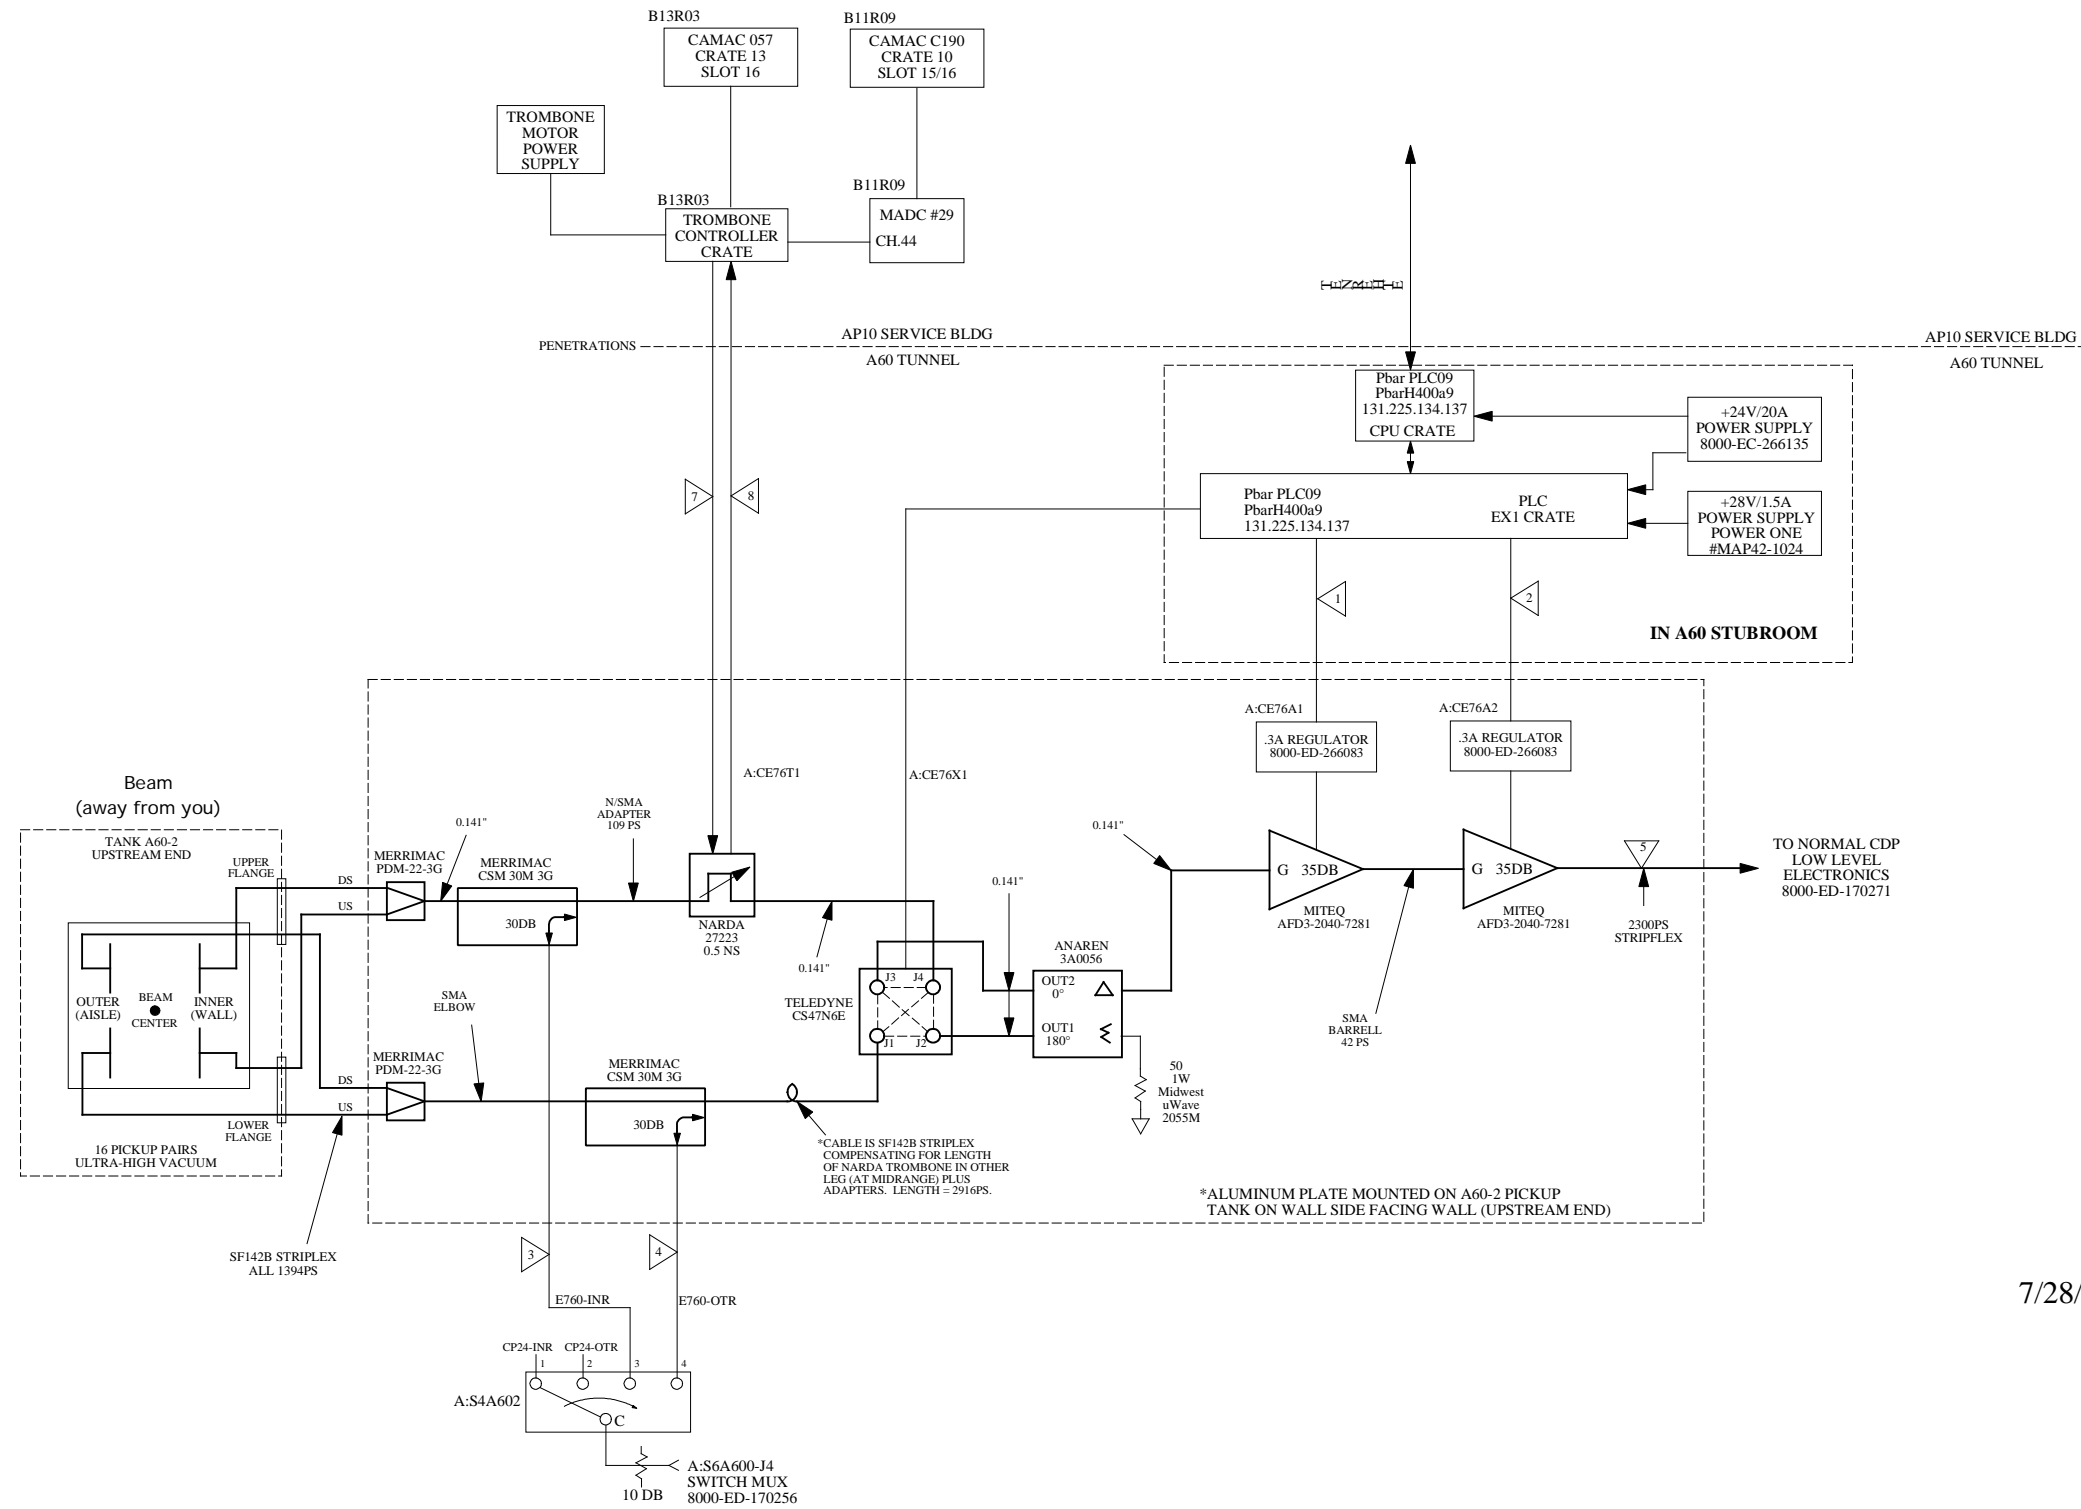 B13R03
CAMAC 057
CRATE 13
SLOT 16
B11R09
CAMAC C190
CRATE 10
SLOT 15/16
TROMBONE
MOTOR
POWER
SUPPLY
B13R03
TROMBONE
CONTROLLER
CRATE
B11R09
MADC #29
CH.44
ETHERNET
PENETRATIONS
AP10 SERVICE BLDG
A60 TUNNEL
AP10 SERVICE BLDG
A60 TUNNEL
Pbar PLC09
PbarH400a9
131.225.134.137
CPU CRATE
+24V/20A
POWER SUPPLY
8000-EC-266135
Pbar PLC09
PbarH400a9
131.225.134.137
PLC
EX1 CRATE
+28V/1.5A
POWER SUPPLY
POWER ONE
#MAP42-1024
7
8
1
2
IN A60 STUBROOM
A:CE76A1
.3A REGULATOR
8000-ED-266083
A:CE76A2
.3A REGULATOR
8000-ED-266083
A:CE76T1
A:CE76X1
Beam
(away from you)
TANK A60-2
UPSTREAM END
UPPER
FLANGE
DS
US
MERRIMAC
PDM-22-3G
0.141"
MERRIMAC
CSM 30M 3G
30DB
N/SMA
ADAPTER
109 PS
NARDA
27223
0.5 NS
0.141"
0.141"
0.141"
G 35DB
MITEQ
AFD3-2040-7281
G 35DB
MITEQ
AFD3-2040-7281
5
2300PS
STRIPFLEX
TO NORMAL CDP
LOW LEVEL
ELECTRONICS
8000-ED-170271
OUTER
(AISLE)
BEAM
CENTER
INNER
(WALL)
SMA
ELBOW
TELEDYNE
CS47N6E
J3
J4
J1
J2
ANAREN
3A0056
OUT2
0°
OUT1
180°
50
1W
Midwest
uWave
2055M
SMA
BARRELL
42 PS
MERRIMAC
PDM-22-3G
DS
US
LOWER
FLANGE
MERRIMAC
CSM 30M 3G
30DB
16 PICKUP PAIRS
ULTRA-HIGH VACUUM
*CABLE IS SF142B STRIPLEX
COMPENSATING FOR LENGTH
OF NARDA TROMBONE IN OTHER
LEG (AT MIDRANGE) PLUS
ADAPTERS. LENGTH = 2916PS.
*ALUMINUM PLATE MOUNTED ON A60-2 PICKUP
TANK ON WALL SIDE FACING WALL (UPSTREAM END)
SF142B STRIPLEX
ALL 1394PS
3
4
E760-INR
E760-OTR
7/28/
CP24-INR
CP24-OTR
1
2
3
4
A:S4A602
C
10 DB
A:S6A600-J4
SWITCH MUX
8000-ED-170256